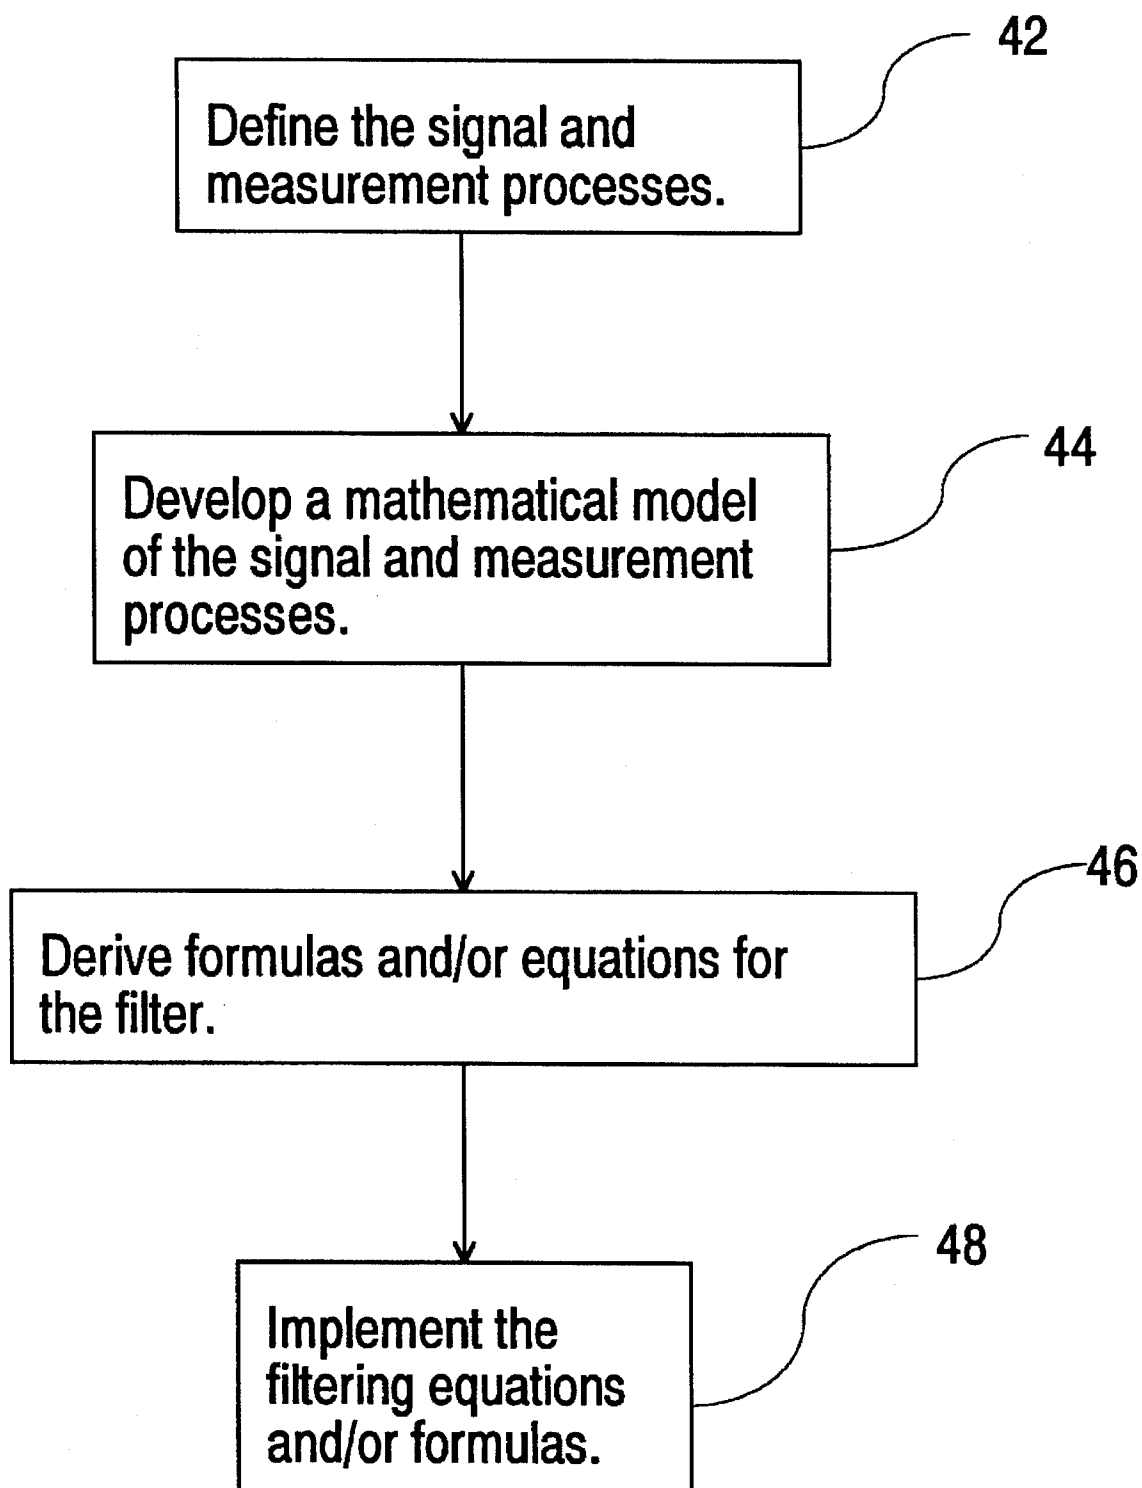 42
Define the signal and
measurement processes.
44
Develop a mathematical model
of the signal and measurement
processes.
46
Derive formulas and/or equations for
the filter.
48
Implement the
filtering equations
and/or formulas.